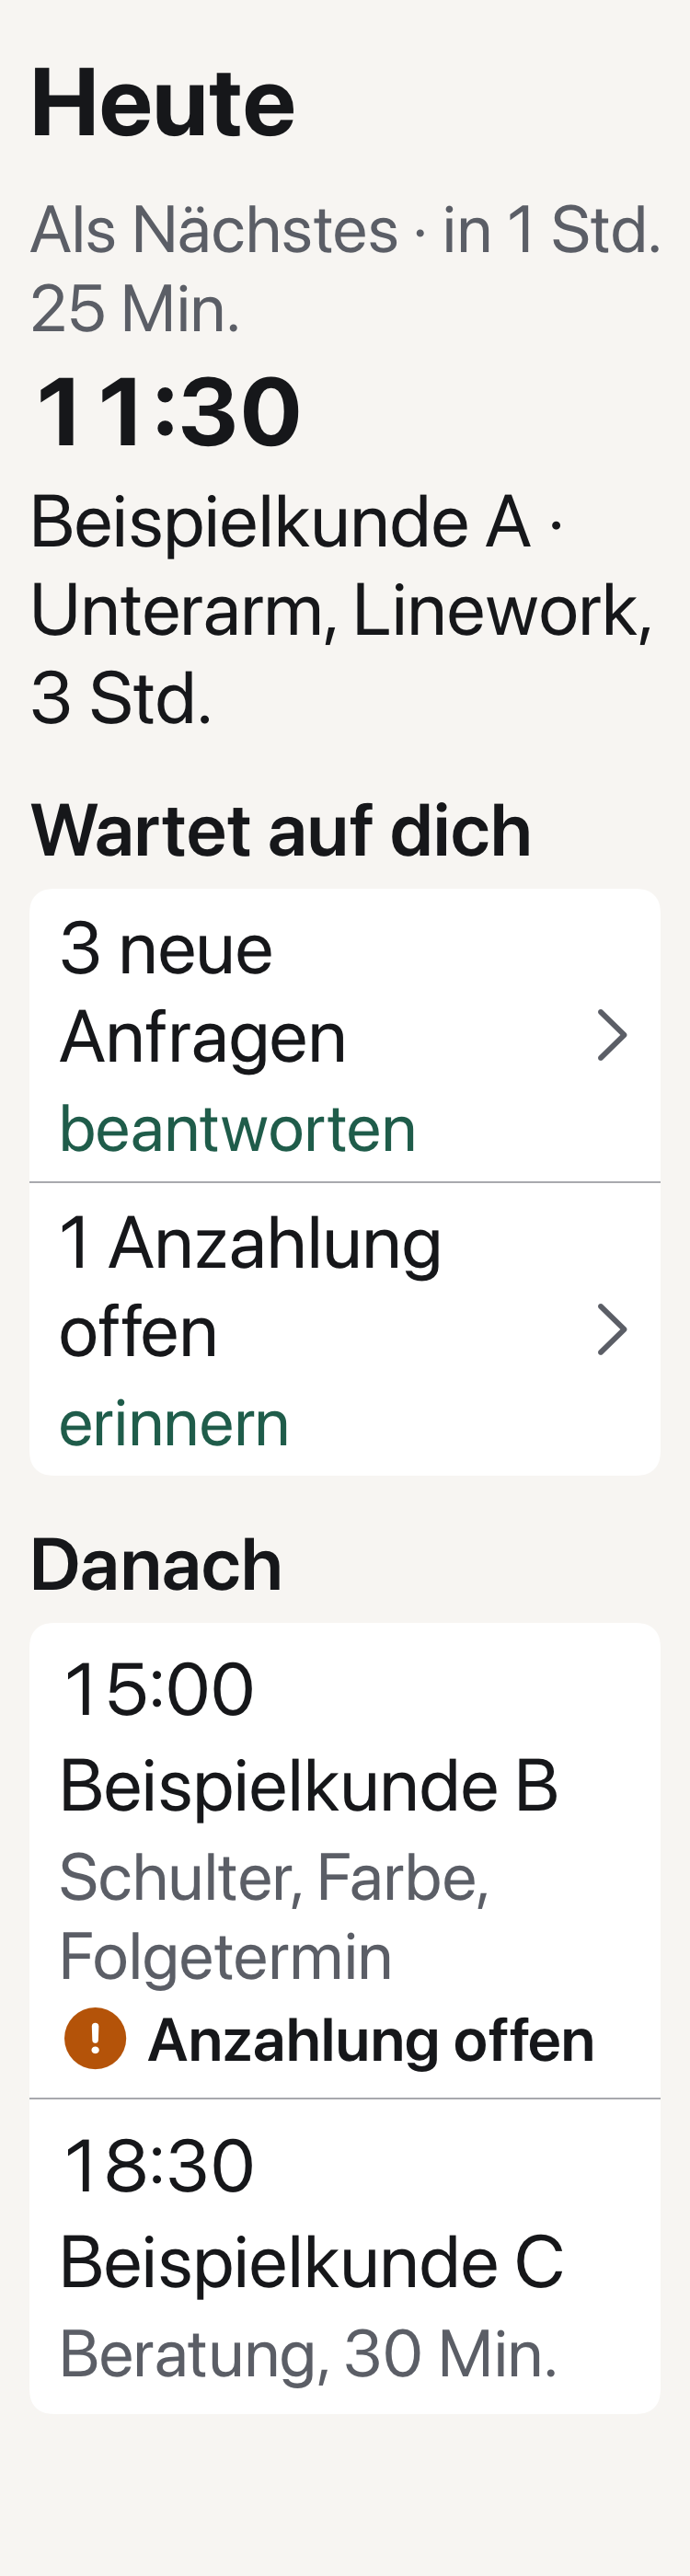 Heute
Als Nächstes · in 1 Std.
25 Min.
11:30
Beispielkunde A ·
Unterarm, Linework,
3 Std.
Wartet auf dich
3 neue
Anfragen
beantworten
1 Anzahlung
offen
erinnern
Danach
15:00
Beispielkunde B
Schulter, Farbe,
Folgetermin
! Anzahlung offen
18:30
Beispielkunde C
Beratung, 30 Min.